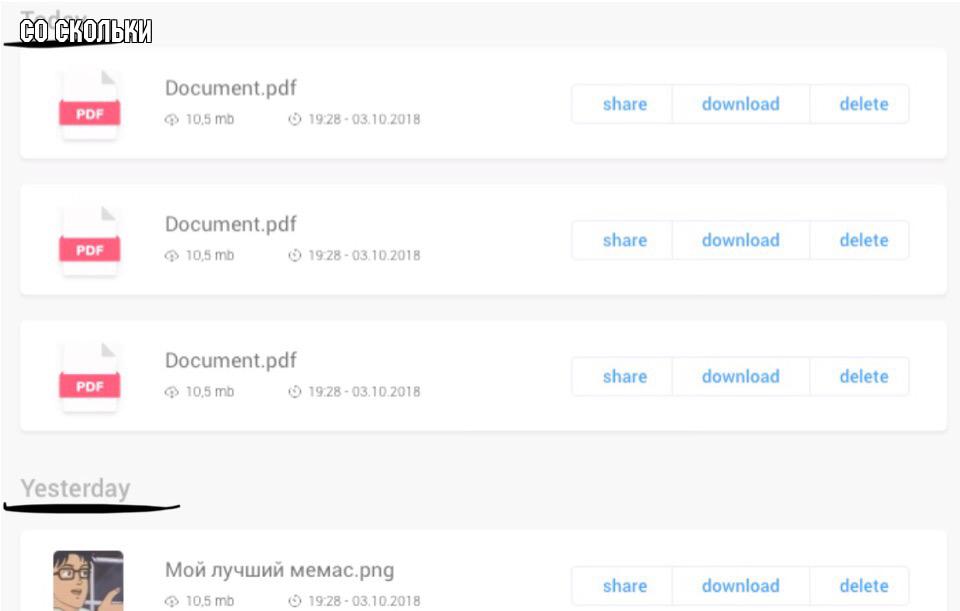 Today
СО СКОЛЬКИ
Document.pdf
PDF
10,5 mb 19:28 - 03.10.2018
share download delete
Document.pdf
PDF
10,5 mb 19:28 - 03.10.2018
share download delete
Document.pdf
PDF
10,5 mb 19:28 - 03.10.2018
share download delete
Yesterday
Мой лучший мемас.png
10,5 mb 19:28 - 03.10.2018
share download delete